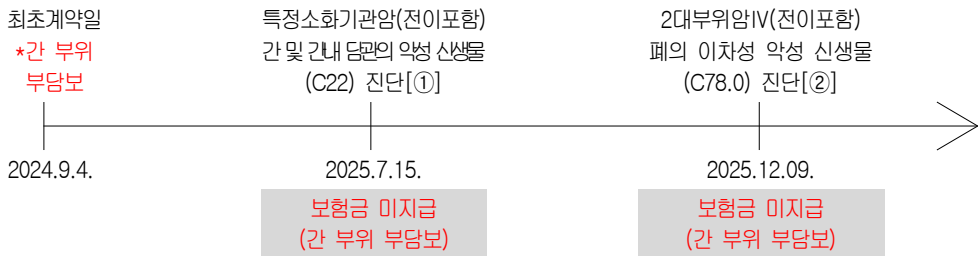 최초계약일
*간 부위
부담보
특정소화기관암(전이포함)
간 및 간내 담관의 악성 신생물
(C22) 진단[①]
2대부위암Ⅳ(전이포함)
폐의 이차성 악성 신생물
(C78.0) 진단[②]
2024.9.4.
2025.7.15.
2025.12.09.
보험금 미지급
(간 부위 부담보)
보험금 미지급
(간 부위 부담보)